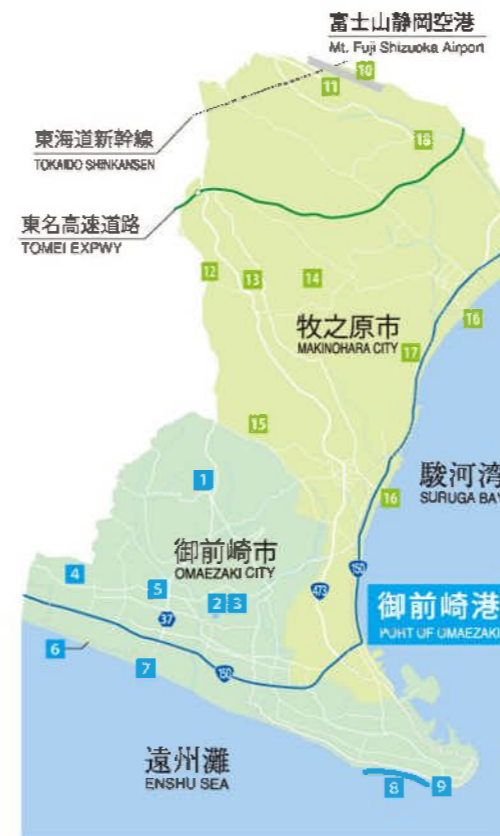 富士山静岡空港
Mt. Fuji Shizuoka Airport
10
11
東海道新幹線
TOKAIDO SHINKANSEN
18
東名高速道路
TOMEI EXPWY
12
13
14
16
牧之原市
MAKINOHARA CITY
17
15
駿河湾
SURUGA BAY
1
16
御前崎市
OMAEZAKI CITY
4
5
2
3
150
473
37
御前崎港
PORT OF OMAEZAKI
6
7
150
遠州灘
ENSHU SEA
8
9